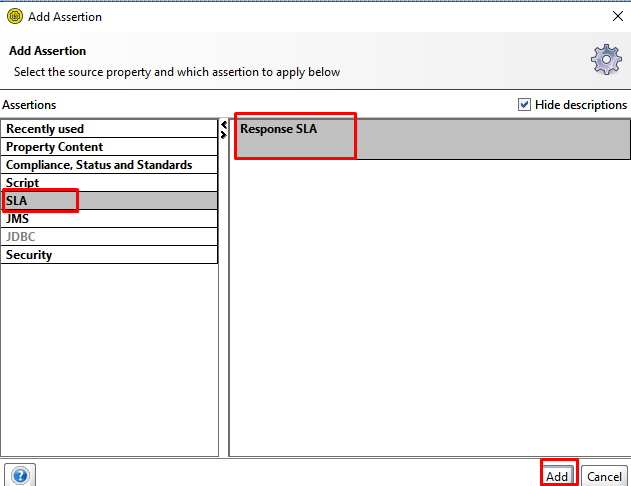 Add Assertion
Add Assertion
Select the source property and which assertion to apply below
Assertions
Hide descriptions
Recently used
Property Content
Compliance, Status and Standards
Script
SLA
JMS
JDBC
Security
Response SLA
Add
Cancel